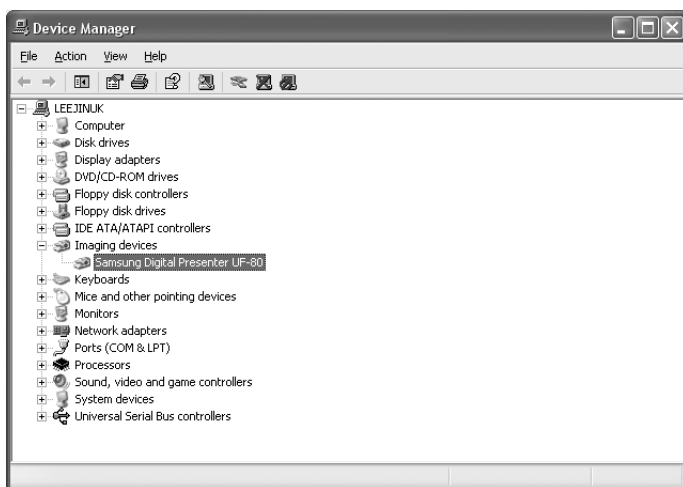 Device Manager
File Action View Help
LEEJINUK
Computer
Disk drives
Display adapters
DVD/CD-ROM drives
Floppy disk controllers
Floppy disk drives
IDE ATA/ATAPI controllers
Imaging devices
Samsung Digital Presenter UF-80
Keyboards
Mice and other pointing devices
Monitors
Network adapters
Ports (COM & LPT)
Processors
Sound, video and game controllers
System devices
Universal Serial Bus controllers